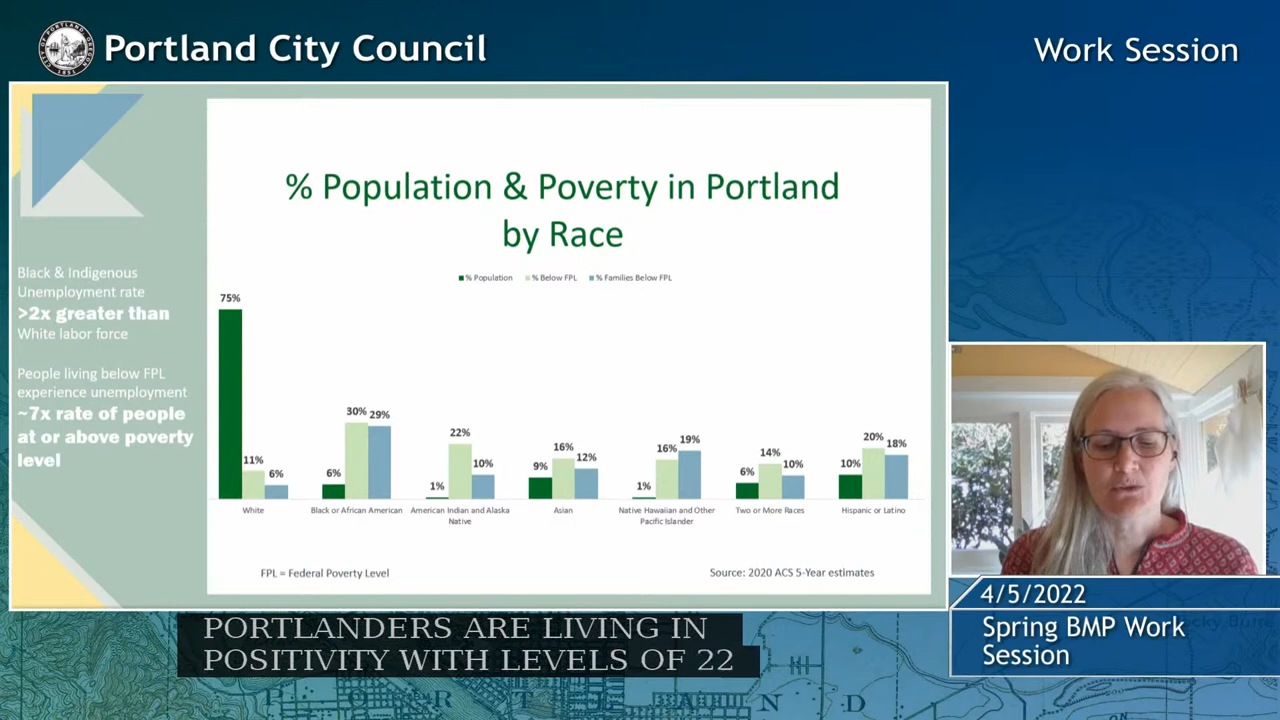 Portland City Council
Work Session
% Population & Poverty in Portland
by Race
% Population % Below FPL % Families Below FPL
Black & Indigenous
Unemployment rate
>2x greater than
White labor force
People living below FPL
experience unemployment
~7x rate of people
at or above poverty
level
75% 11% 6%
6% 30% 29%
1% 22% 10%
9% 16% 12%
1% 16% 19%
6% 14% 10%
10% 20% 18%
White
Black or African American
American Indian and Alaska
Native
Asian
Native Hawaiian and Other
Pacific Islander
Two or More Races
Hispanic or Latino
FPL = Federal Poverty Level
Source: 2020 ACS 5-Year estimates
4/5/2022
Spring BMP Work
Session
PORTLANDERS ARE LIVING IN
POSITIVITY WITH LEVELS OF 22